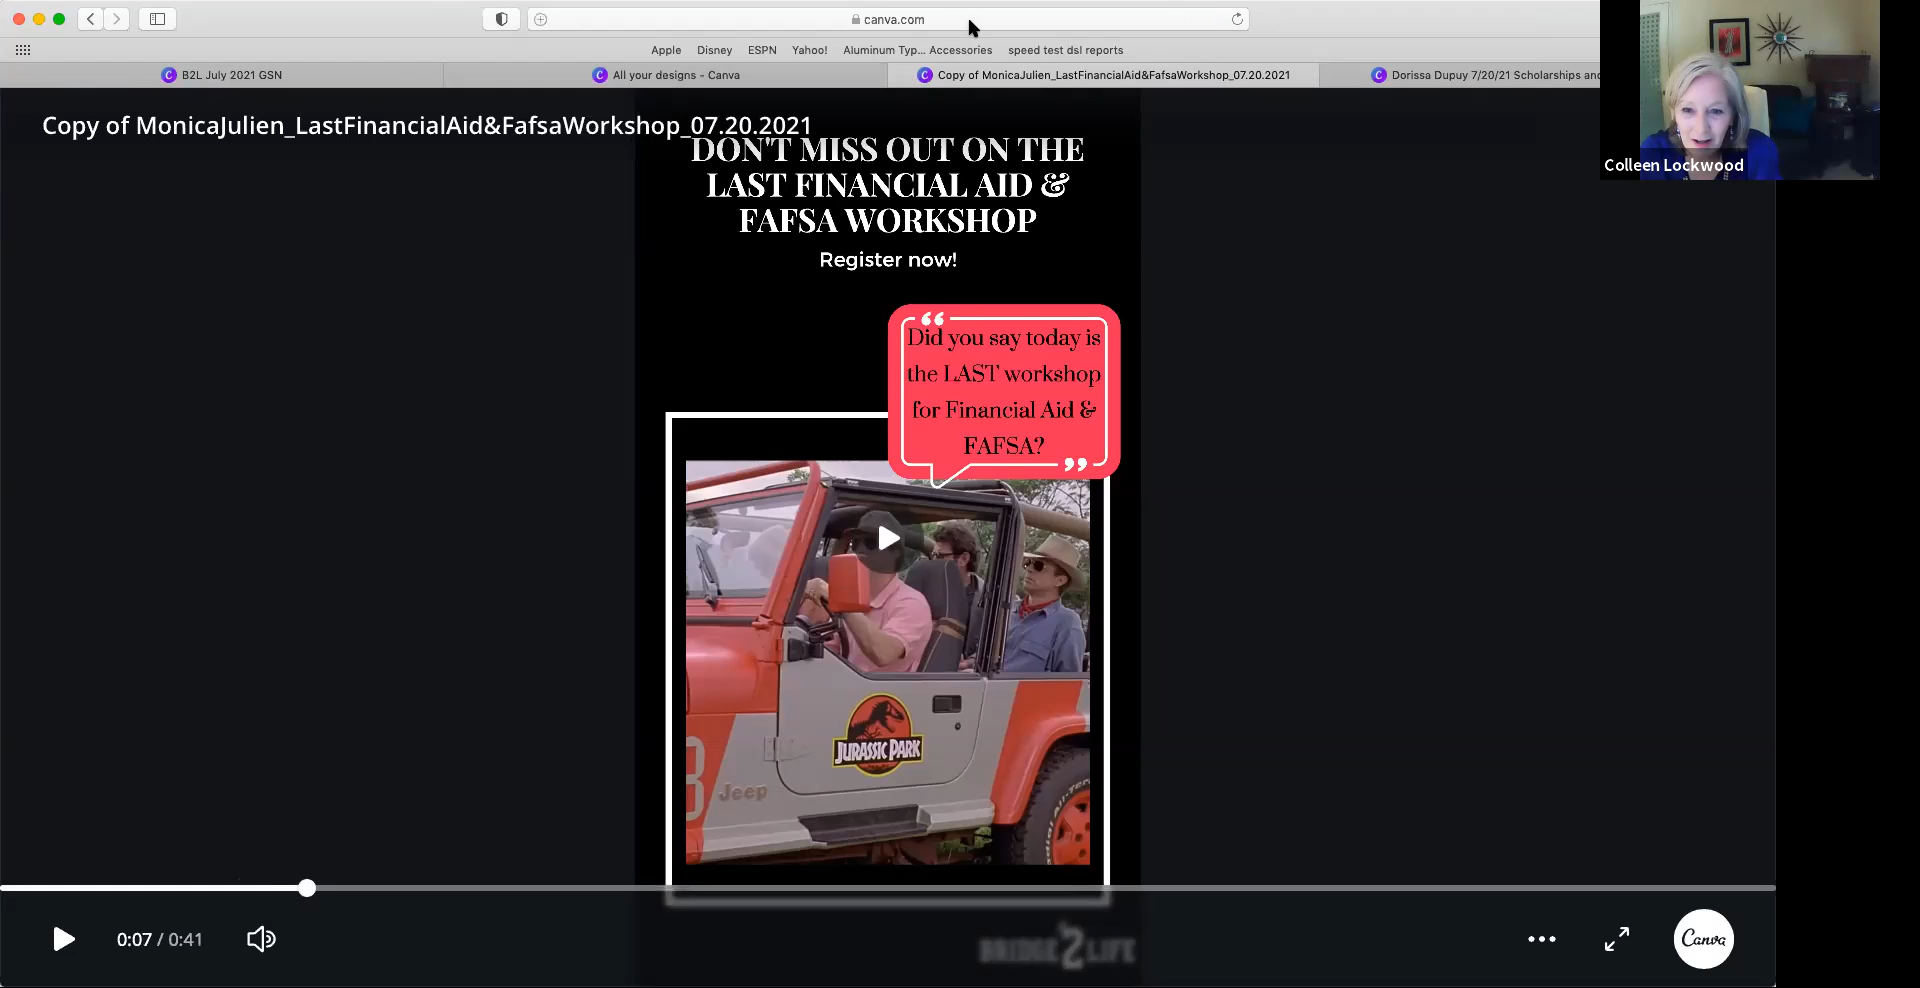 canva.com
Apple
Disney
ESPN
Yahoo!
Aluminum Typ... Accessories
speed test dsl reports
B2L July 2021 GSN
All your designs - Canva
Copy of MonicaJulien_LastFinancialAid&FafsaWorkshop_07.20.2021
Dorissa Dupuy 7/20/21 Scholarships and
Colleen Lockwood
Copy of MonicaJulien_LastFinancialAid&FafsaWorkshop_07.20.2021
DON'T MISS OUT ON THE
LAST FINANCIAL AID &
FAFSA WORKSHOP
Register now!
“
Did you say today is
the LAST workshop
for Financial Aid &
FAFSA?
”
JURASSIC PARK
Jeep
BRIDGE2LIFE
0:07 / 0:41
Canva